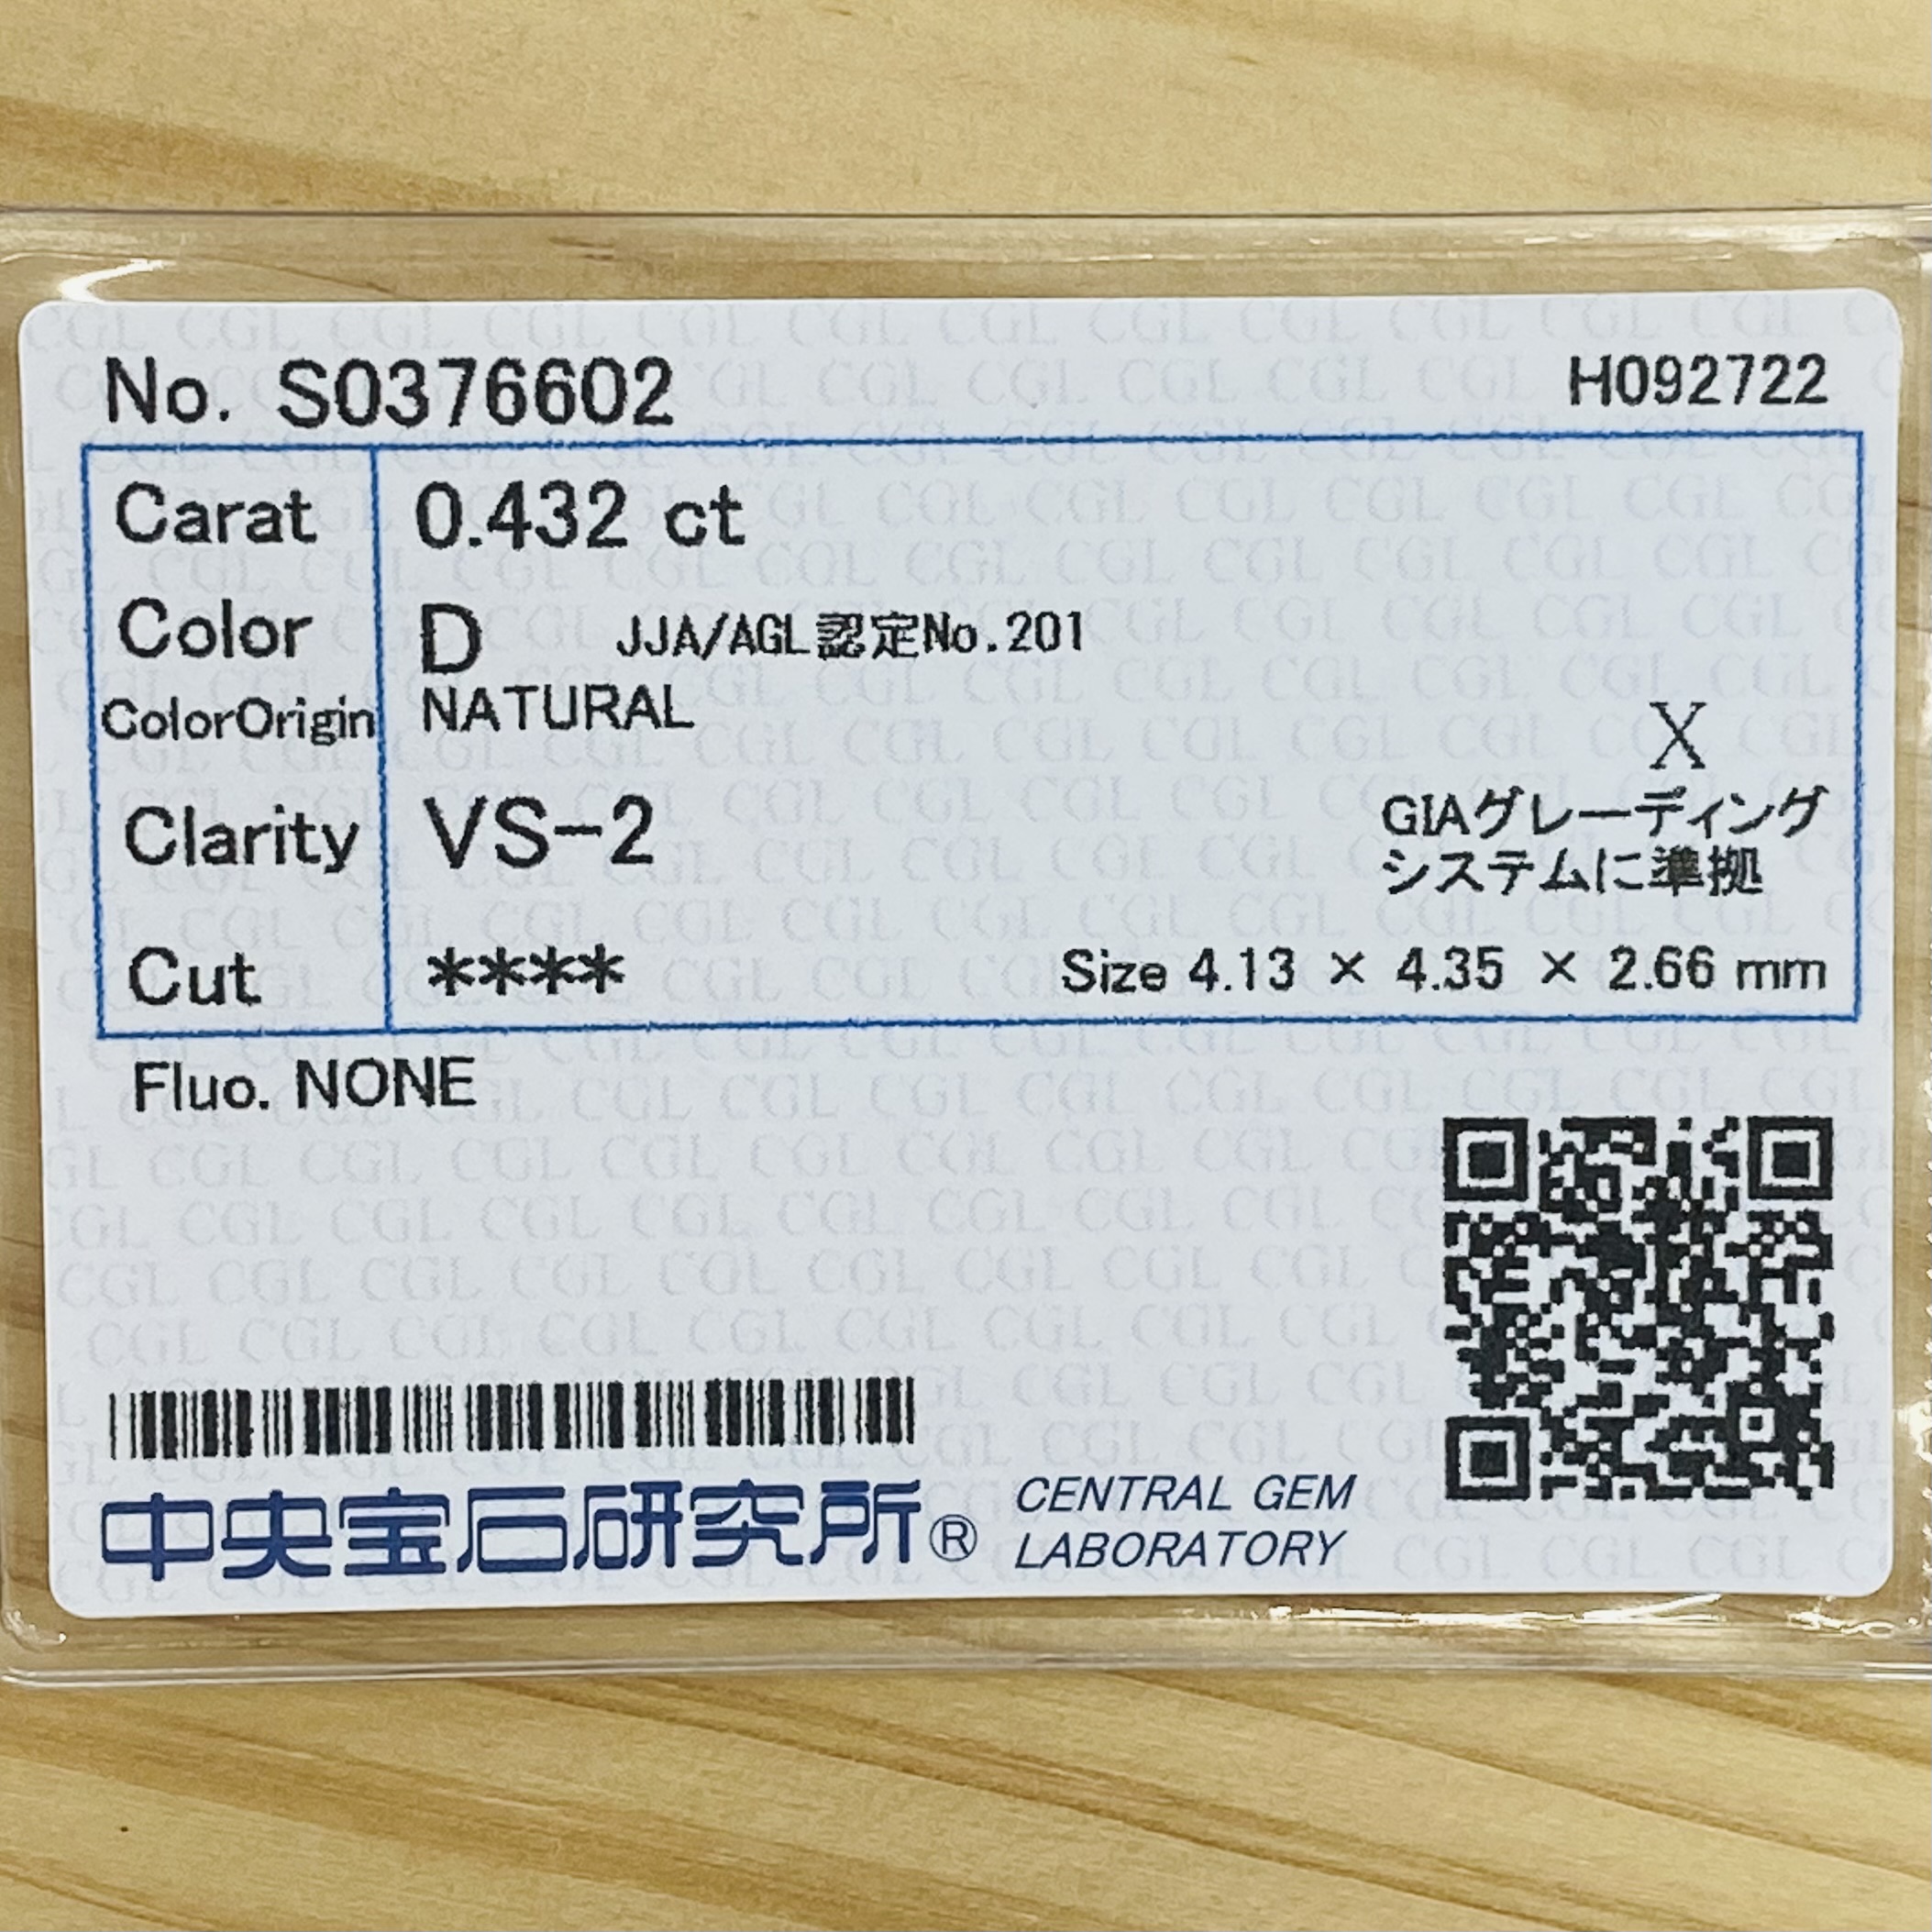 No. S0376602 H092722
Carat 0.432 ct
Color D JJA/AGL認定No.201
ColorOrigin NATURAL
X
Clarity VS-2
GIAグレーディング
システムに準拠
Cut **** Size 4.13 × 4.35 × 2.66 mm
Fluo. NONE
中央宝石研究所® CENTRAL GEM
LABORATORY